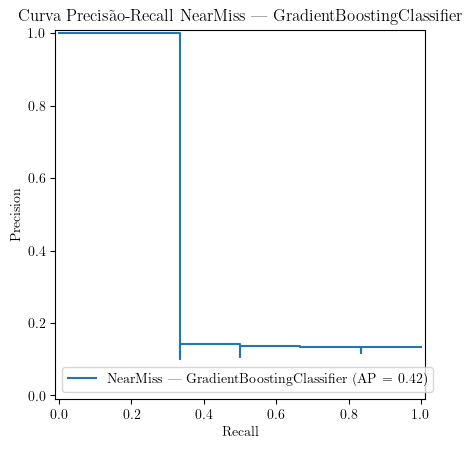 Curva Precisão-Recall NearMiss — GradientBoostingClassifier
1.0
0.8
0.6
0.4
0.2
0.0
Precision
NearMiss — GradientBoostingClassifier (AP = 0.42)
0.0 0.2 0.4 0.6 0.8 1.0
Recall